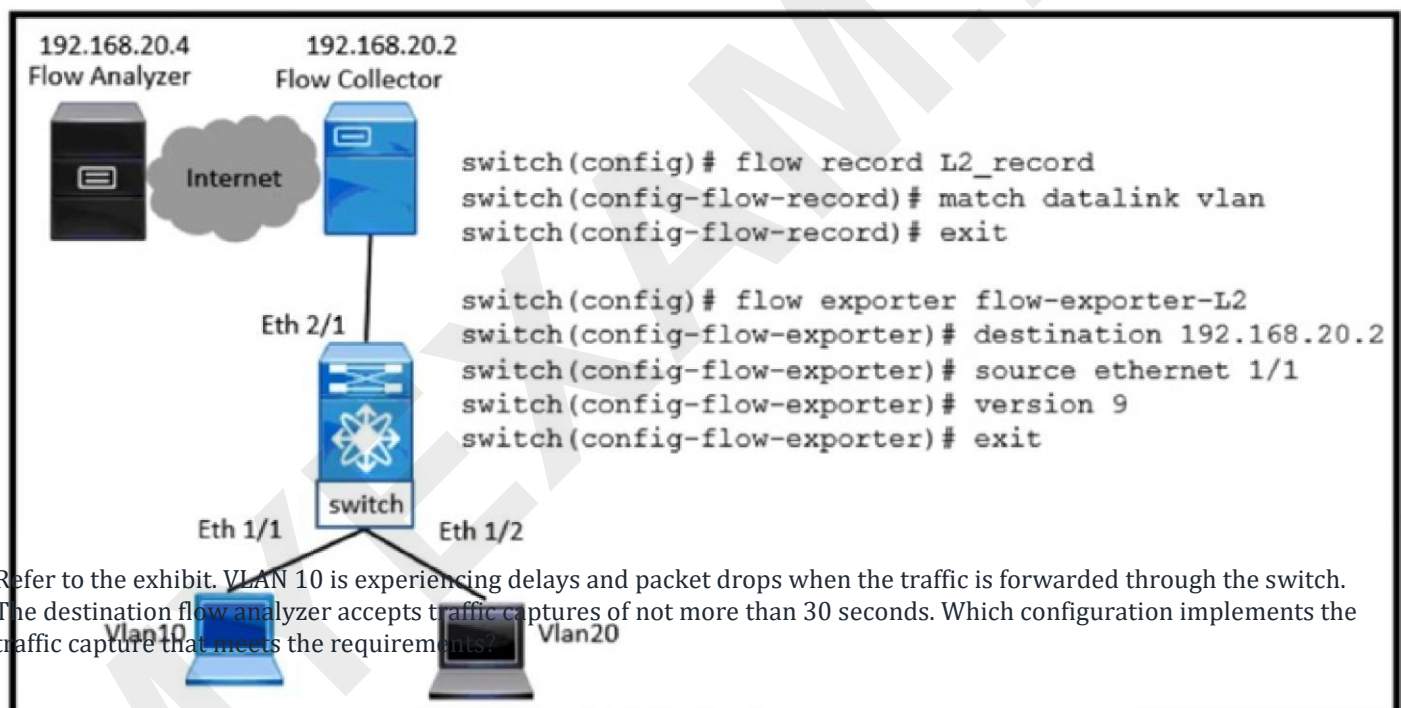 192.168.20.4
Flow Analyzer
192.168.20.2
Flow Collector
Internet
switch(config)# flow record L2_record
switch(config-flow-record)# match datalink vlan
switch(config-flow-record)# exit
switch(config)# flow exporter flow-exporter-L2
switch(config-flow-exporter)# destination 192.168.20.2
switch(config-flow-exporter)# source ethernet 1/1
switch(config-flow-exporter)# version 9
switch(config-flow-exporter)# exit
Eth 2/1
switch
Eth 1/1
Eth 1/2
Refer to the exhibit. VLAN 10 is experiencing delays and packet drops when the traffic is forwarded through the switch.
The destination flow analyzer accepts traffic captures of not more than 30 seconds. Which configuration implements the
traffic capture that meets the requirements?
Vlan10
Vlan20